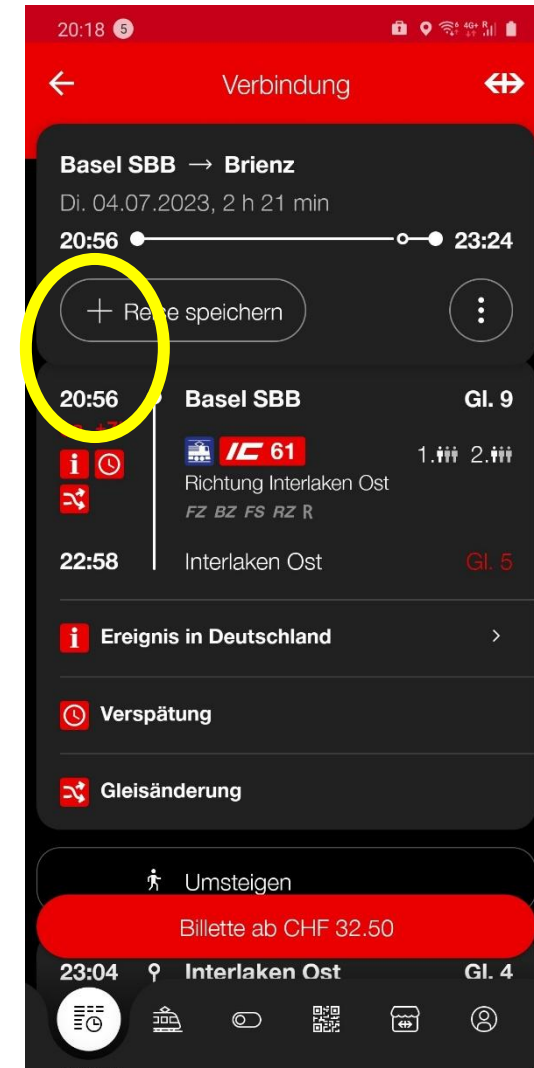 20:18 5 4G+ R
Verbindung
Basel SBB → Brienz
Di. 04.07.2023, 2 h 21 min
20:56 23:24
+ Reise speichern
20:56 Basel SBB Gl. 9
IC 61 1. 2.
Richtung Interlaken Ost
FZ BZ FS RZ R
22:58 Interlaken Ost Gl. 5
i Ereignis in Deutschland >
Verspätung
Gleisänderung
Umsteigen
Billette ab CHF 32.50
23:04 Interlaken Ost Gl. 4